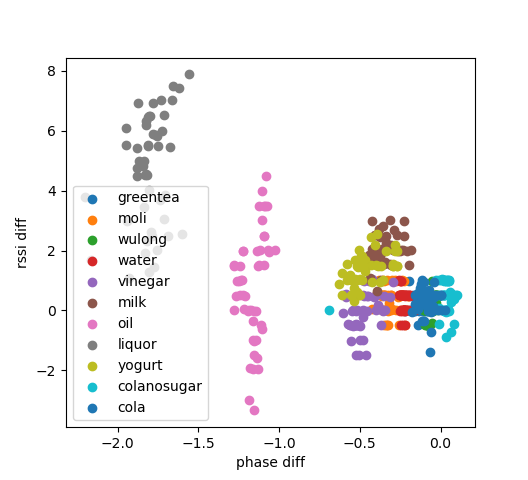 8
6
4
2
0
−2
rssi diff
greentea
moli
wulong
water
vinegar
milk
oil
liquor
yogurt
colanosugar
cola
−2.0 −1.5 −1.0 −0.5 0.0
phase diff